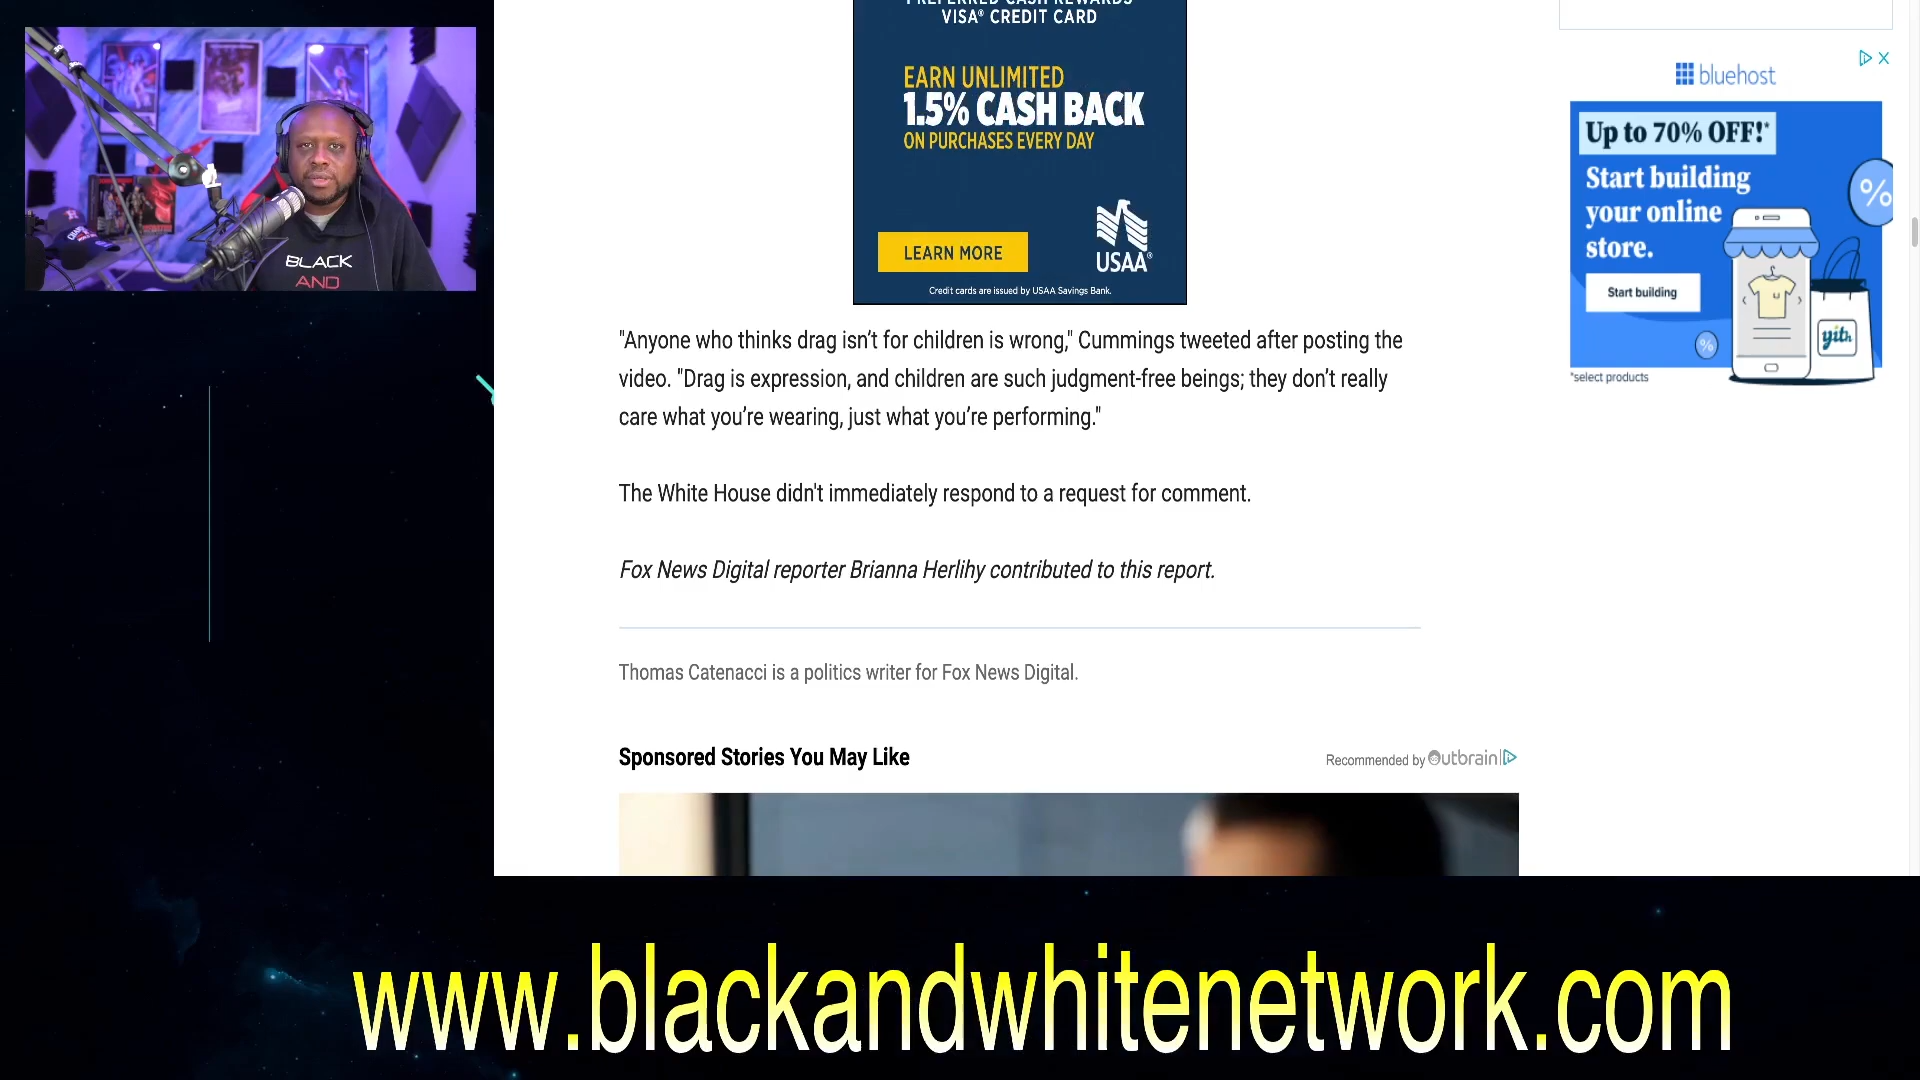 PREFERRED CASH REWARDS
VISA® CREDIT CARD
EARN UNLIMITED
1.5% CASH BACK
ON PURCHASES EVERY DAY
LEARN MORE
USAA®
Credit cards are issued by USAA Savings Bank.
bluehost
Up to 70% OFF!*
Start building
your online
store.
Start building
%
%
yith
*select products
BLACK
AND
"Anyone who thinks drag isn’t for children is wrong," Cummings tweeted after posting the
video. "Drag is expression, and children are such judgment-free beings; they don’t really
care what you’re wearing, just what you’re performing."
The White House didn't immediately respond to a request for comment.
Fox News Digital reporter Brianna Herlihy contributed to this report.
Thomas Catenacci is a politics writer for Fox News Digital.
Sponsored Stories You May Like
Recommended by Outbrain
www.blackandwhitenetwork.com